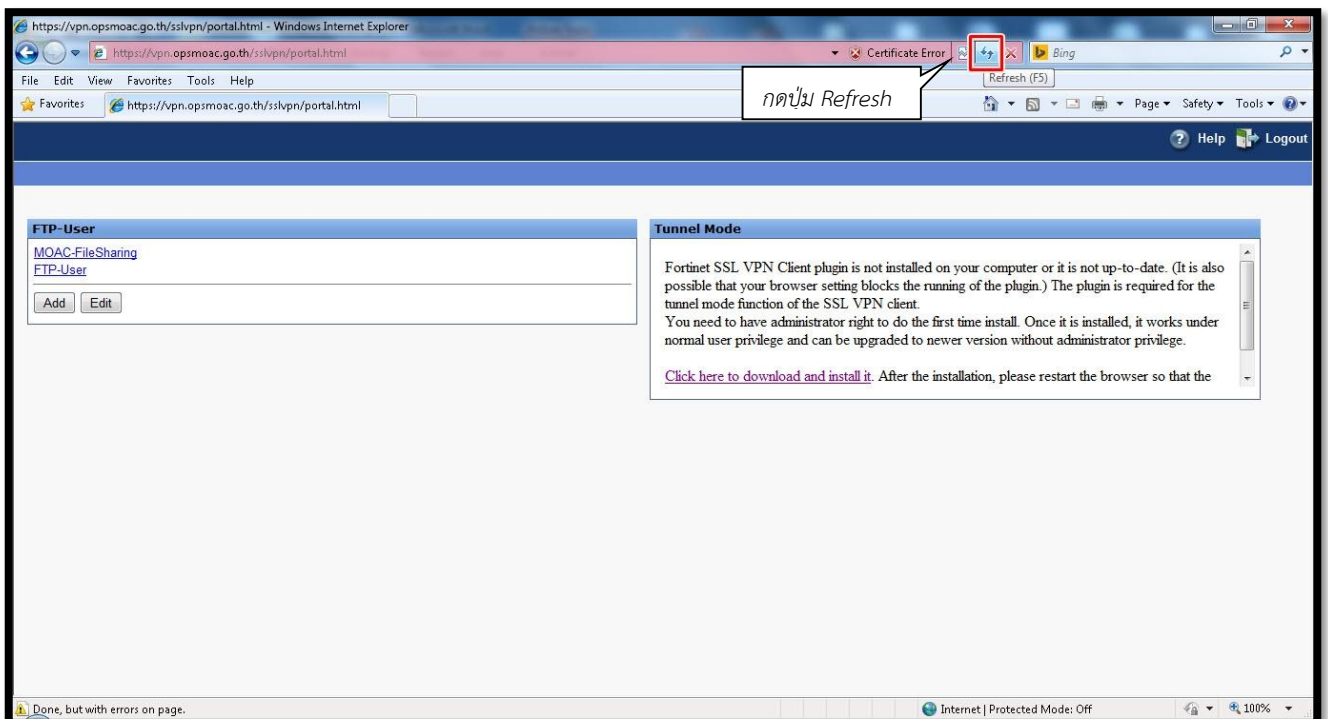 https://vpn.opsmoac.go.th/sslvpn/portal.html - Windows Internet Explorer
https://vpn.opsmoac.go.th/sslvpn/portal.html
Certificate Error
Bing
File Edit View Favorites Tools Help
กดปุ่ม Refresh
Refresh (F5)
Favorites
https://vpn.opsmoac.go.th/sslvpn/portal.html
Page Safety Tools
Help Logout
FTP-User
MOAC-FileSharing
FTP-User
Add Edit
Tunnel Mode
Fortinet SSL VPN Client plugin is not installed on your computer or it is not up-to-date. (It is also
possible that your browser setting blocks the running of the plugin.) The plugin is required for the
tunnel mode function of the SSL VPN client.
You need to have administrator right to do the first time install. Once it is installed, it works under
normal user privilege and can be upgraded to newer version without administrator privilege.
Click here to download and install it. After the installation, please restart the browser so that the
Done, but with errors on page.
Internet | Protected Mode: Off
100%